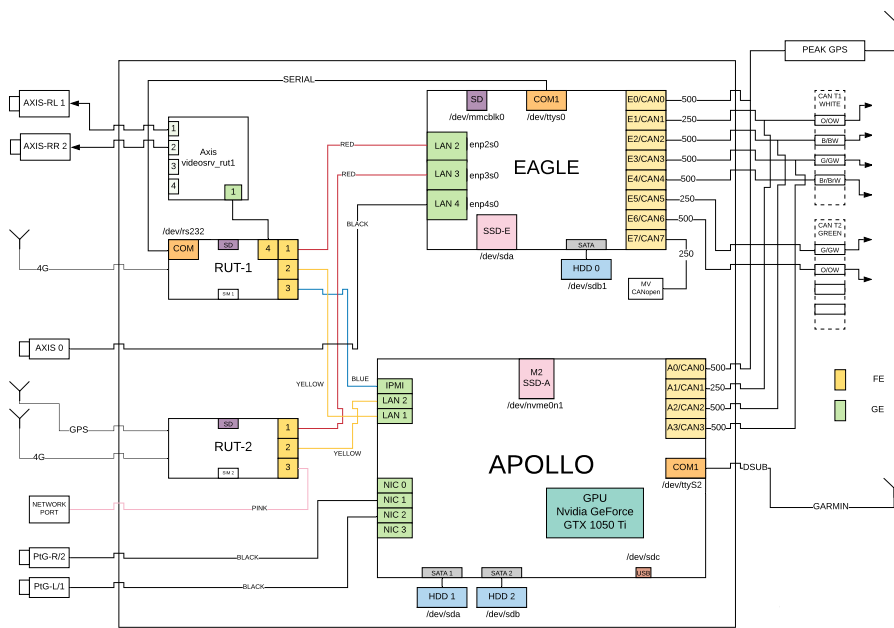 PEAK GPS
SERIAL
AXIS-RL 1
AXIS-RR 2
1
2
3
4
Axis
videosrv_rut1
1
/dev/rs232
COM
SD
4
1
2
3
RUT-1
SIM 1
4G
RED
RED
BLACK
SD
/dev/mmcblk0
COM1
/dev/ttys0
LAN 2
enp2s0
LAN 3
enp3s0
LAN 4
enp4s0
EAGLE
SSD-E
/dev/sda
SATA
HDD 0
/dev/sdb1
E0/CAN0
E1/CAN1
E2/CAN2
E3/CAN3
E4/CAN4
E5/CAN5
E6/CAN6
E7/CAN7
500
250
500
500
500
250
500
250
MV
CANopen
CAN T1
WHITE
O/OW
B/BW
G/GW
Br/BrW
CAN T2
GREEN
G/GW
O/OW
AXIS 0
YELLOW
BLUE
YELLOW
GPS
4G
SD
RUT-2
SIM 2
1
2
3
PINK
NETWORK
PORT
PtG-R/2
BLACK
PtG-L/1
BLACK
IPMI
LAN 2
LAN 1
NIC 0
NIC 1
NIC 2
NIC 3
M2
SSD-A
/dev/nvme0n1
APOLLO
GPU
Nvidia GeForce
GTX 1050 Ti
A0/CAN0
A1/CAN1
A2/CAN2
A3/CAN3
500
250
500
500
COM1
/dev/ttyS2
DSUB
GARMIN
/dev/sdc
USB
SATA 1
SATA 2
HDD 1
HDD 2
/dev/sda
/dev/sdb
FE
GE